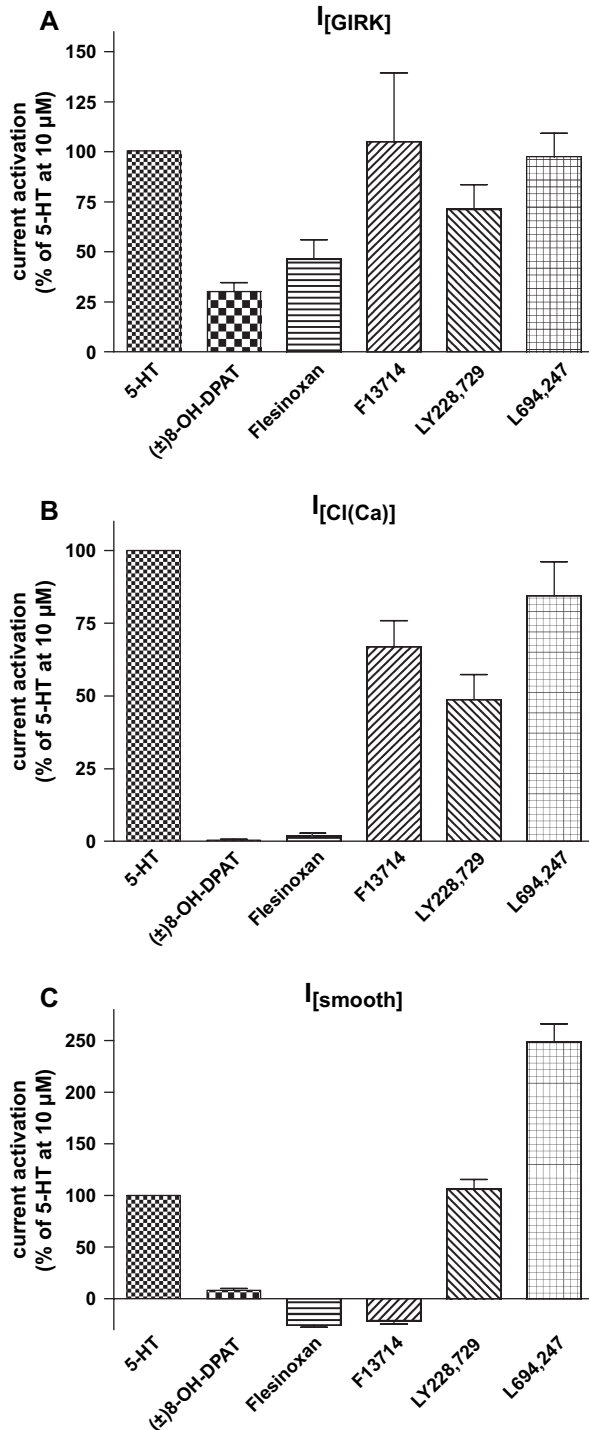 A
I[GIRK]
current activation
(% of 5-HT at 10 µM)
150
125
100
75
50
25
0
5-HT
(±)8-OH-DPAT
Flesinoxan
F13714
LY228,729
L694,247
B
I[Cl(Ca)]
current activation
(% of 5-HT at 10 µM)
100
75
50
25
0
5-HT
(±)8-OH-DPAT
Flesinoxan
F13714
LY228,729
L694,247
C
I[smooth]
current activation
(% of 5-HT at 10 µM)
250
200
150
100
50
0
5-HT
(±)8-OH-DPAT
Flesinoxan
F13714
LY228,729
L694,247